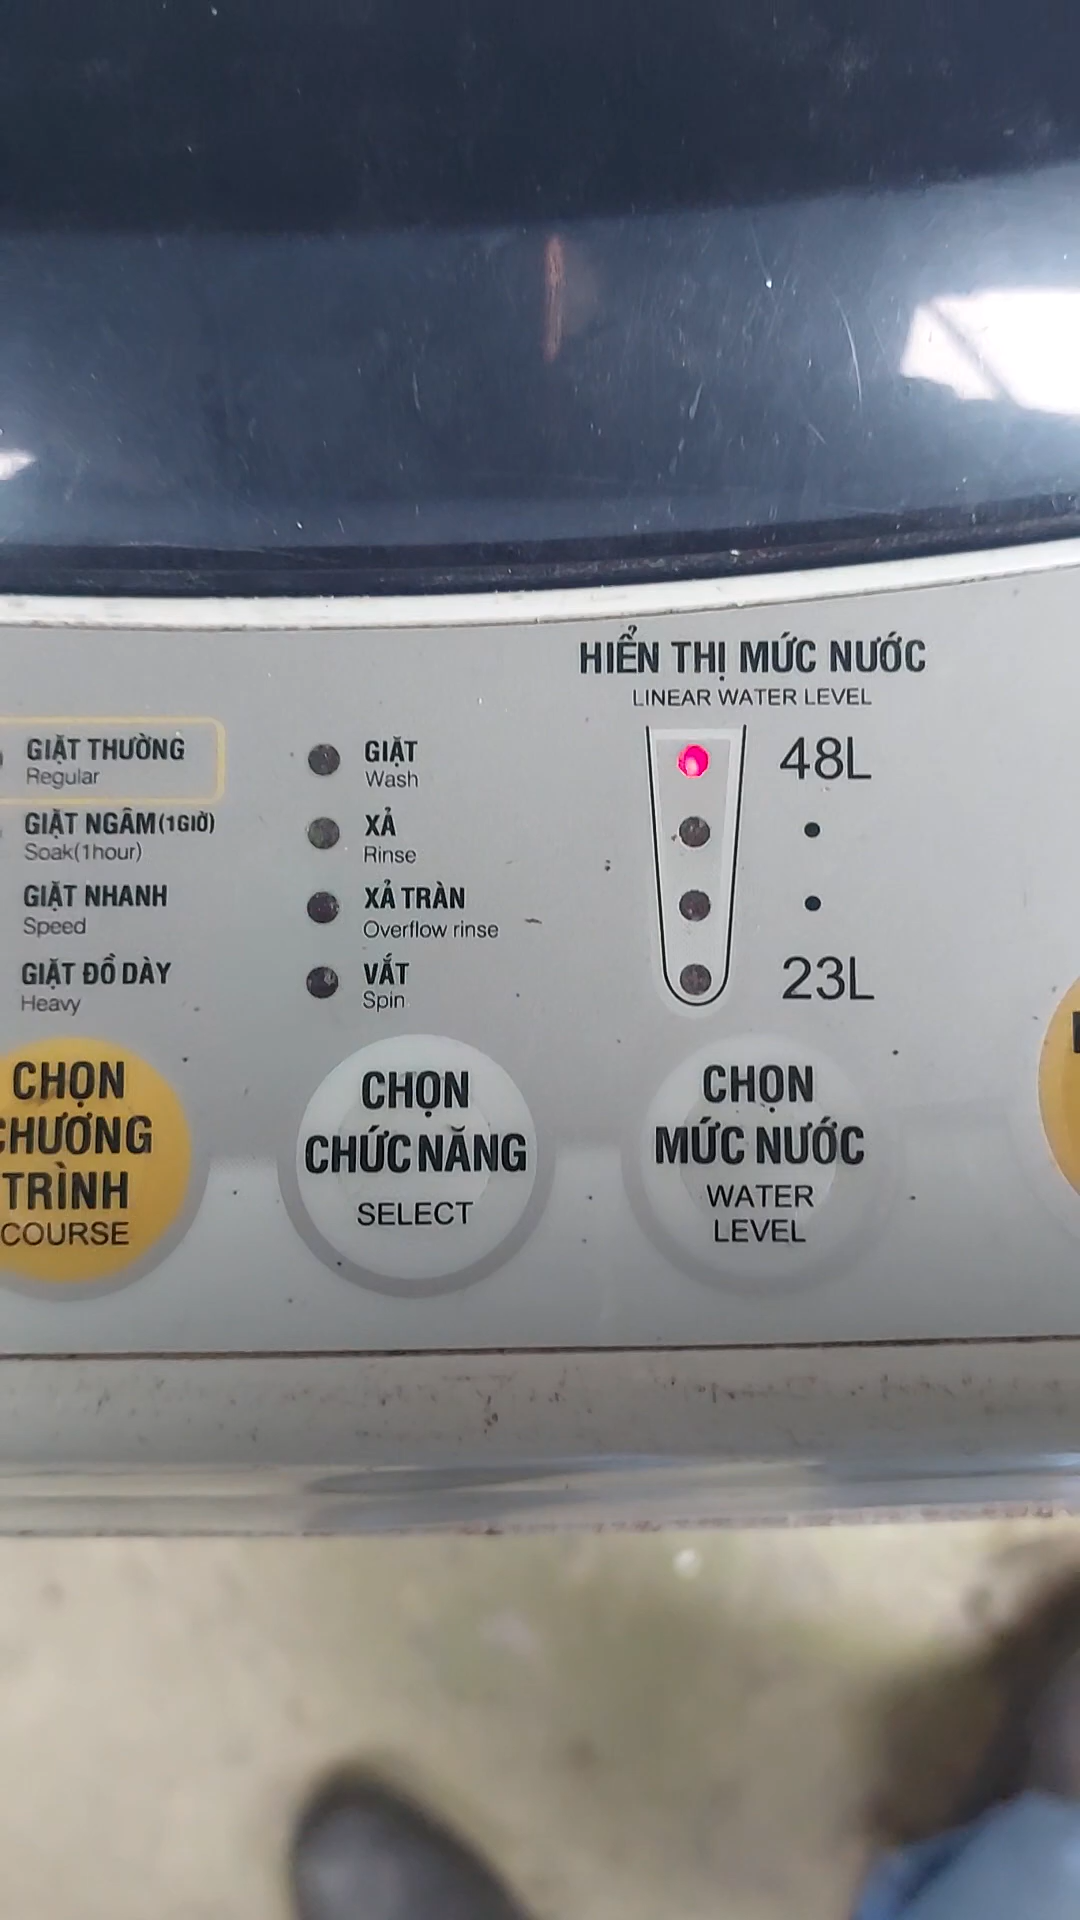 HIỂN THỊ MỨC NƯỚC
LINEAR WATER LEVEL
GIẶT THƯỜNG
Regular
GIẶT NGÂM(1GIỜ)
Soak(1hour)
GIẶT NHANH
Speed
GIẶT ĐỒ DÀY
Heavy
GIẶT
Wash
XẢ
Rinse
XẢ TRÀN
Overflow rinse
VẮT
Spin
48L
23L
CHỌN
CHƯƠNG
TRÌNH
COURSE
CHỌN
CHỨC NĂNG
SELECT
CHỌN
MỨC NƯỚC
WATER
LEVEL